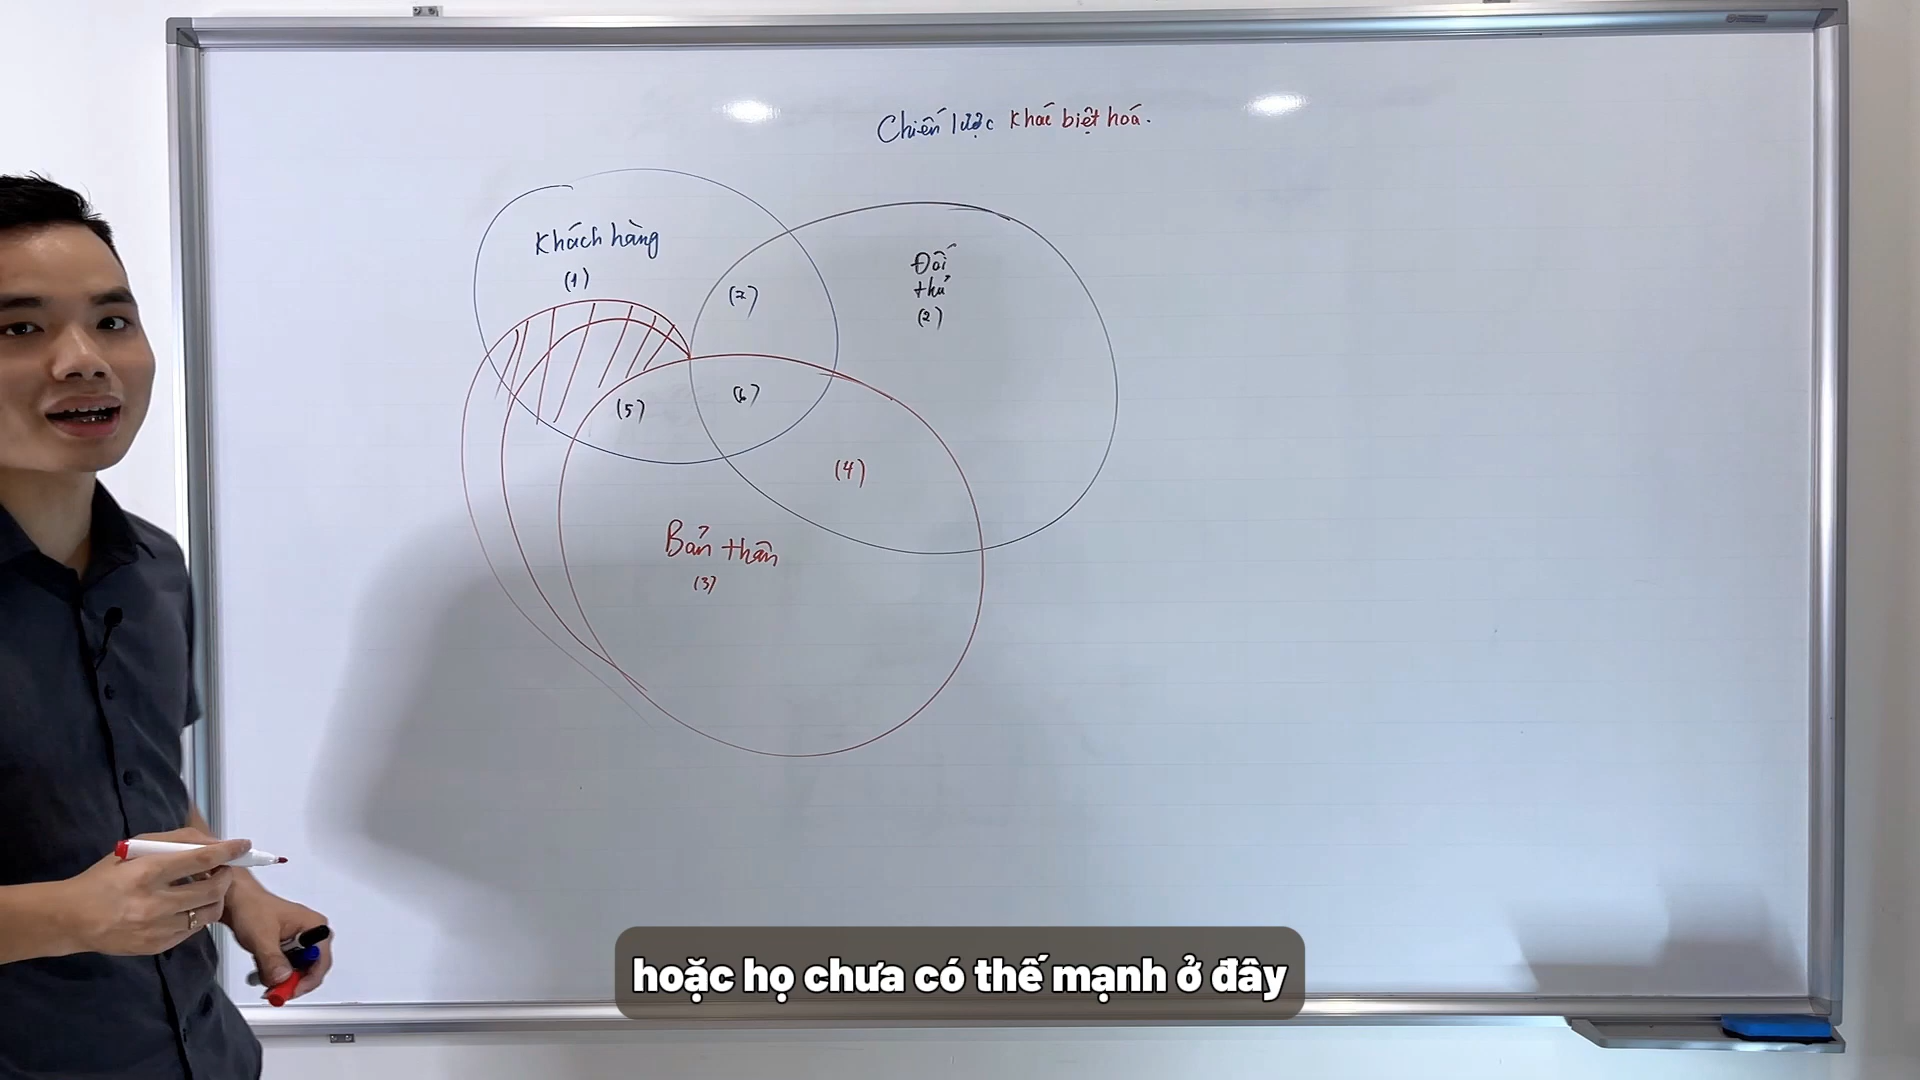 Chiến lược khác biệt hoá.
Khách hàng
(1)
(7)
Đối
thủ
(2)
(5)
(6)
(4)
Bản thân
(3)
hoặc họ chưa có thế mạnh ở đây